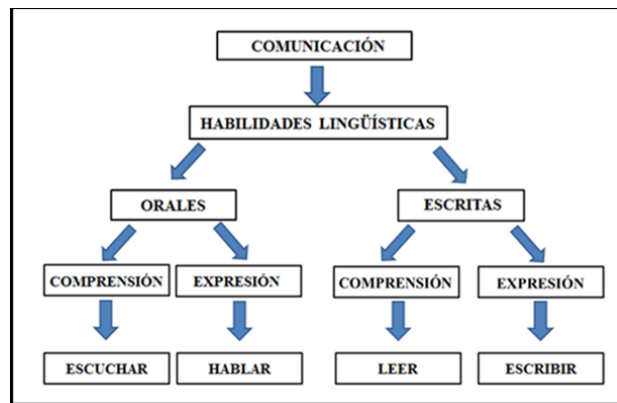 COMUNICACIÓN
HABILIDADES LINGÜÍSTICAS
ORALES
ESCRITAS
COMPRENSIÓN
EXPRESIÓN
COMPRENSIÓN
EXPRESIÓN
ESCUCHAR
HABLAR
LEER
ESCRIBIR